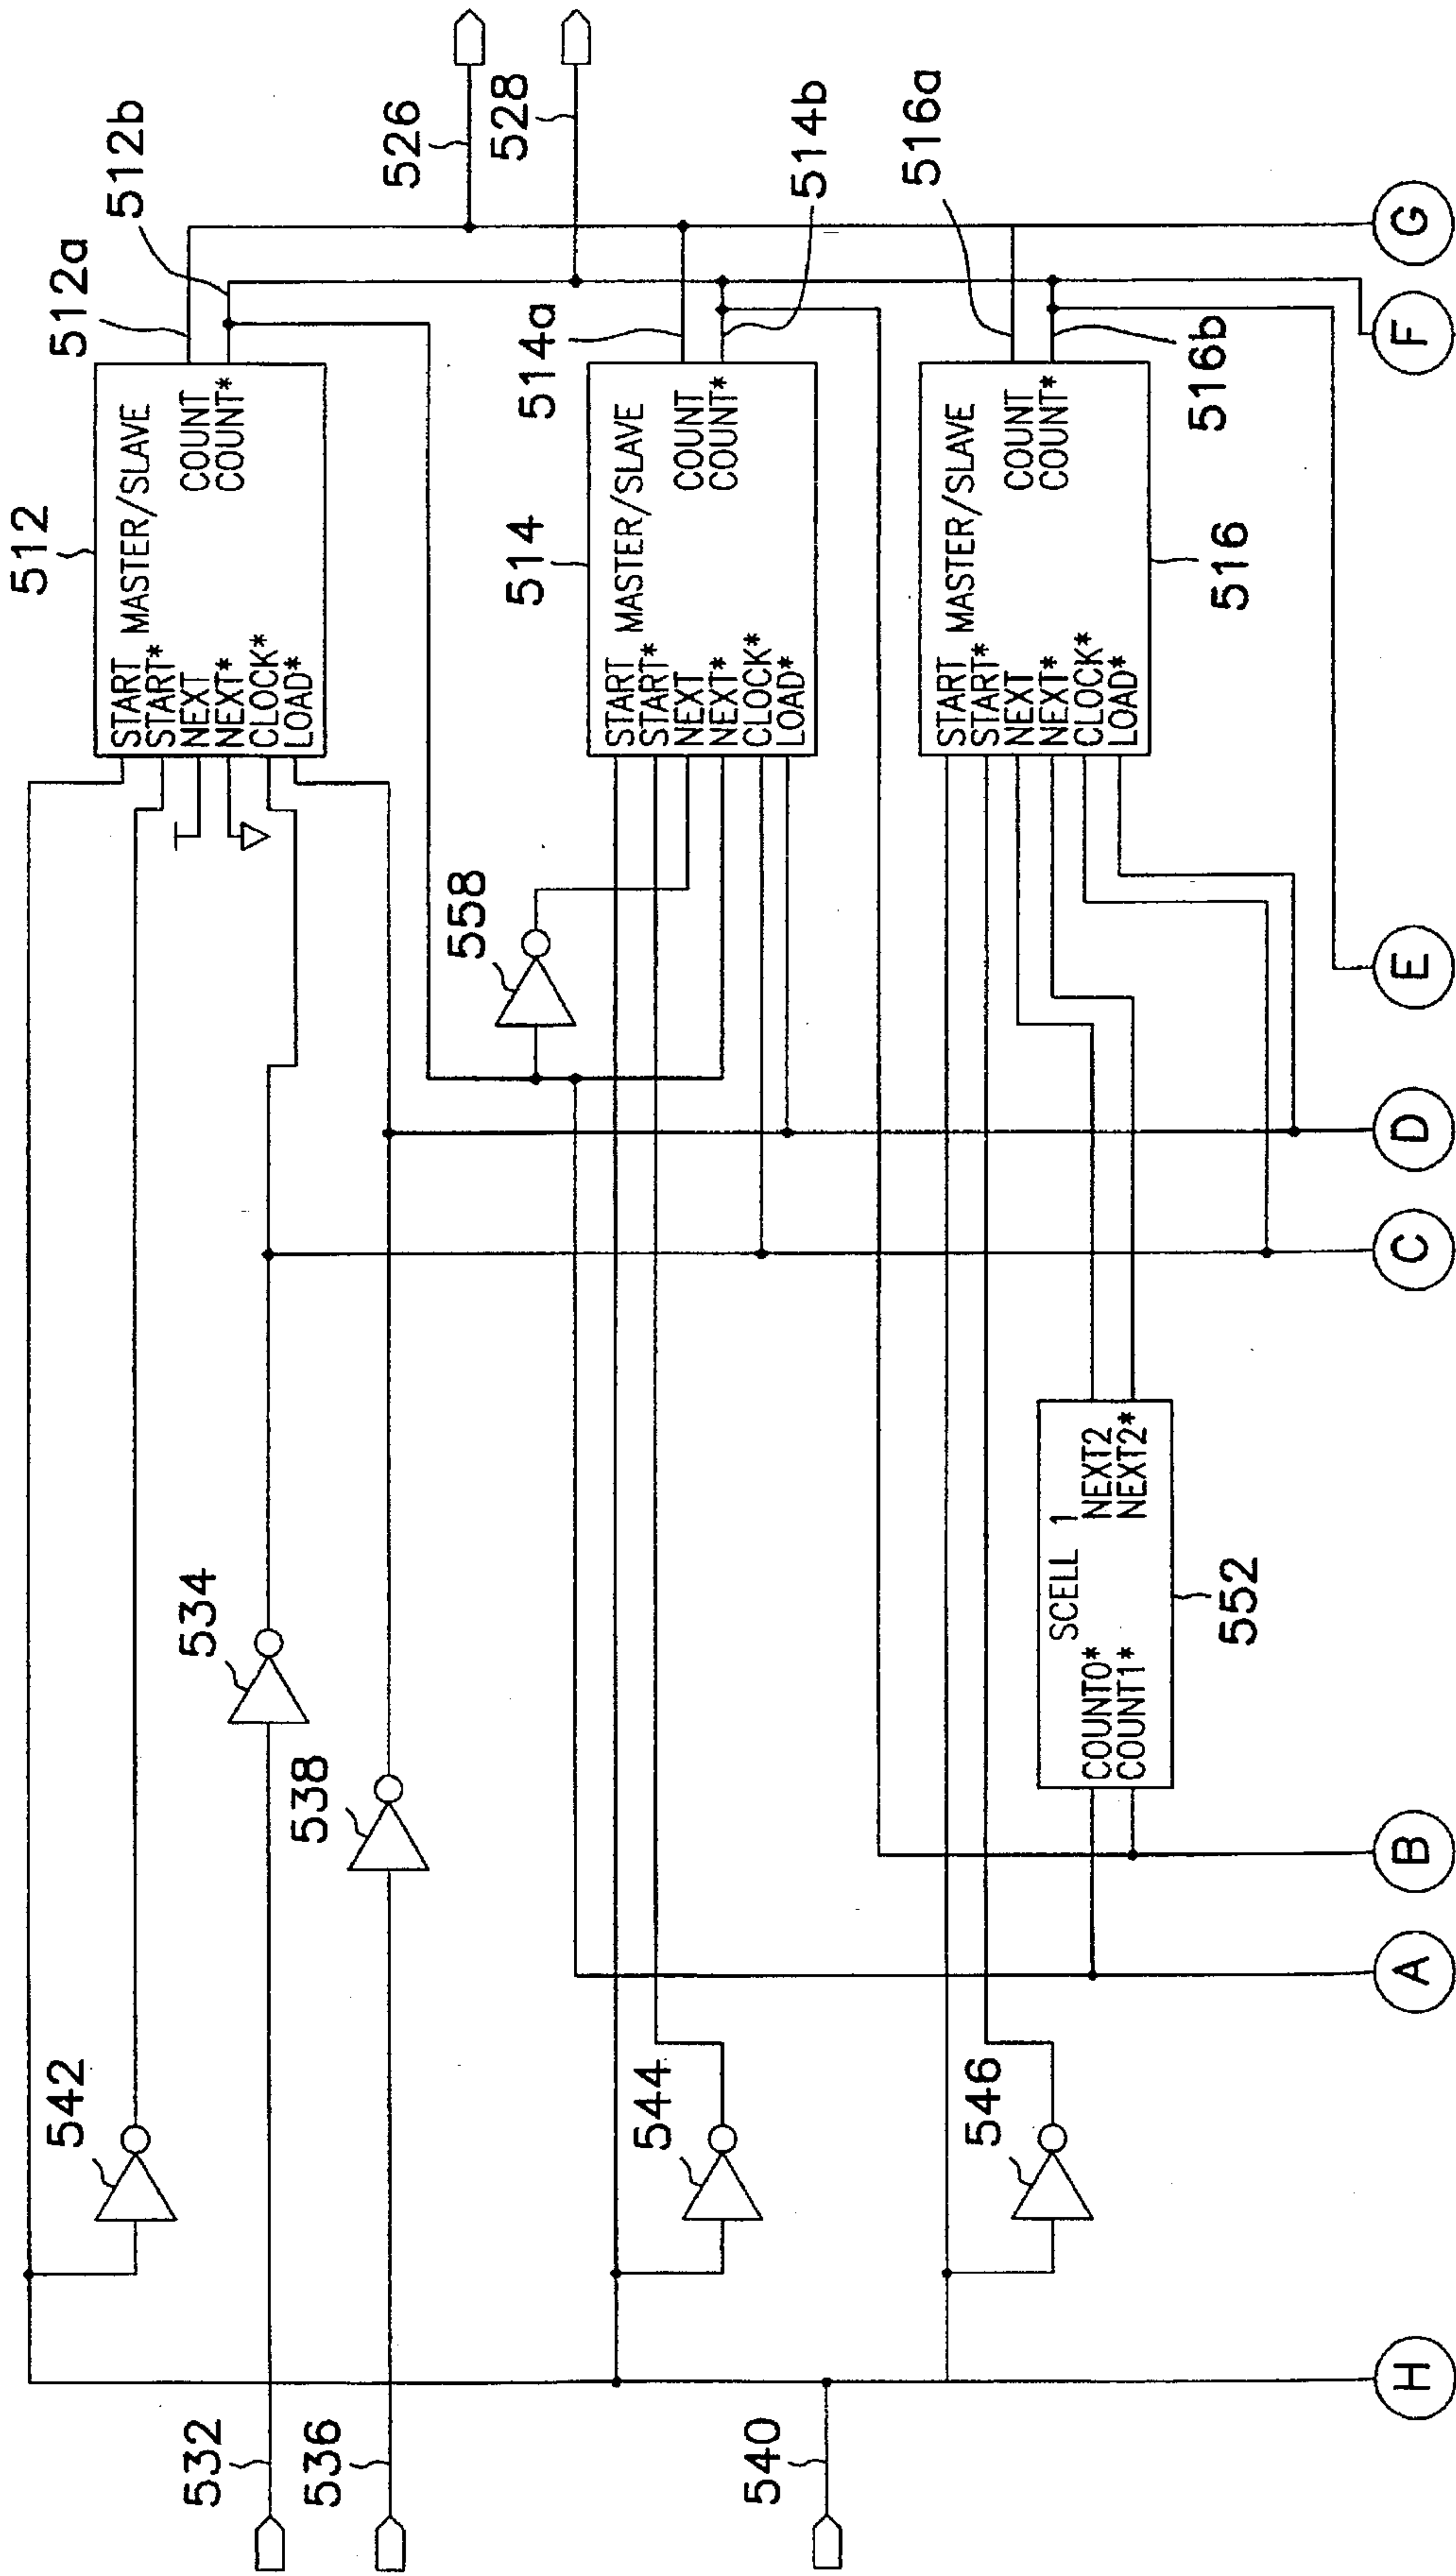 512
512a
512b
START
START*
NEXT
NEXT*
CLOCK*
LOAD*
MASTER/SLAVE
COUNT
COUNT*
526
528
542
534
538
532
536
558
514
514a
514b
START
START*
NEXT
NEXT*
CLOCK*
LOAD*
MASTER/SLAVE
COUNT
COUNT*
544
540
516
516a
516b
START
START*
NEXT
NEXT*
CLOCK*
LOAD*
MASTER/SLAVE
COUNT
COUNT*
546
SCELL 1
COUNT0*
COUNT1*
NEXT2
NEXT2*
552
H
A
B
C
D
E
F
G